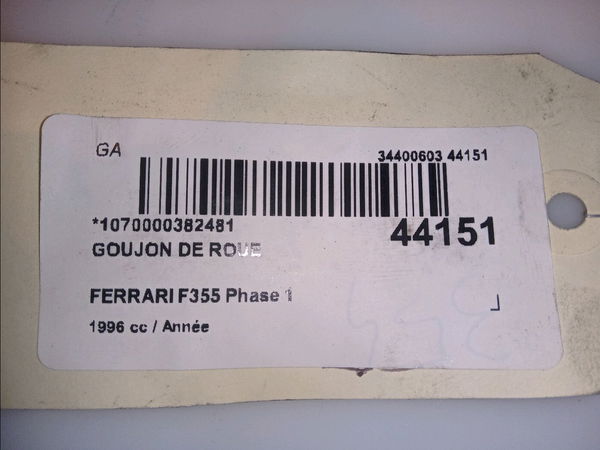 GA
34400603 44151
*1070000382481
44151
GOUJON DE ROUE
FERRARI F355 Phase 1
1996 cc / Année